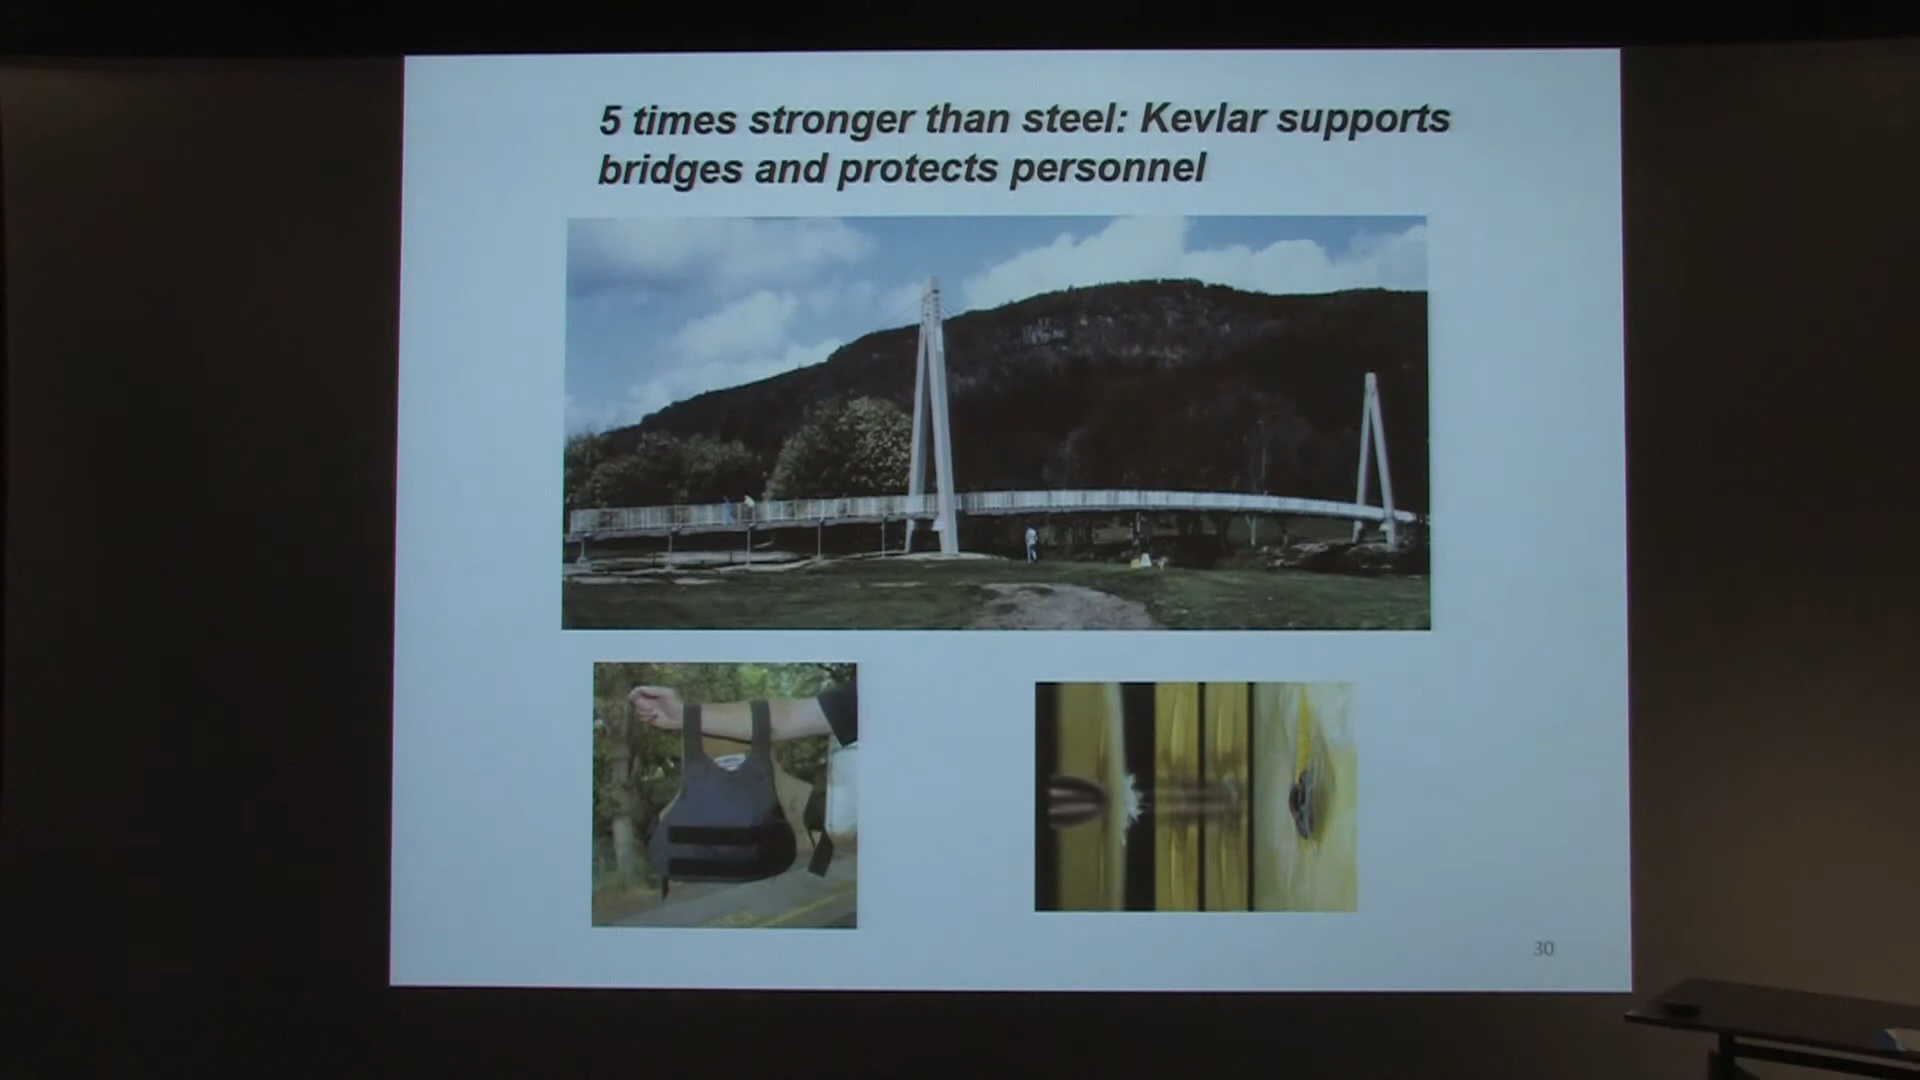 5 times stronger than steel: Kevlar supports
bridges and protects personnel
30